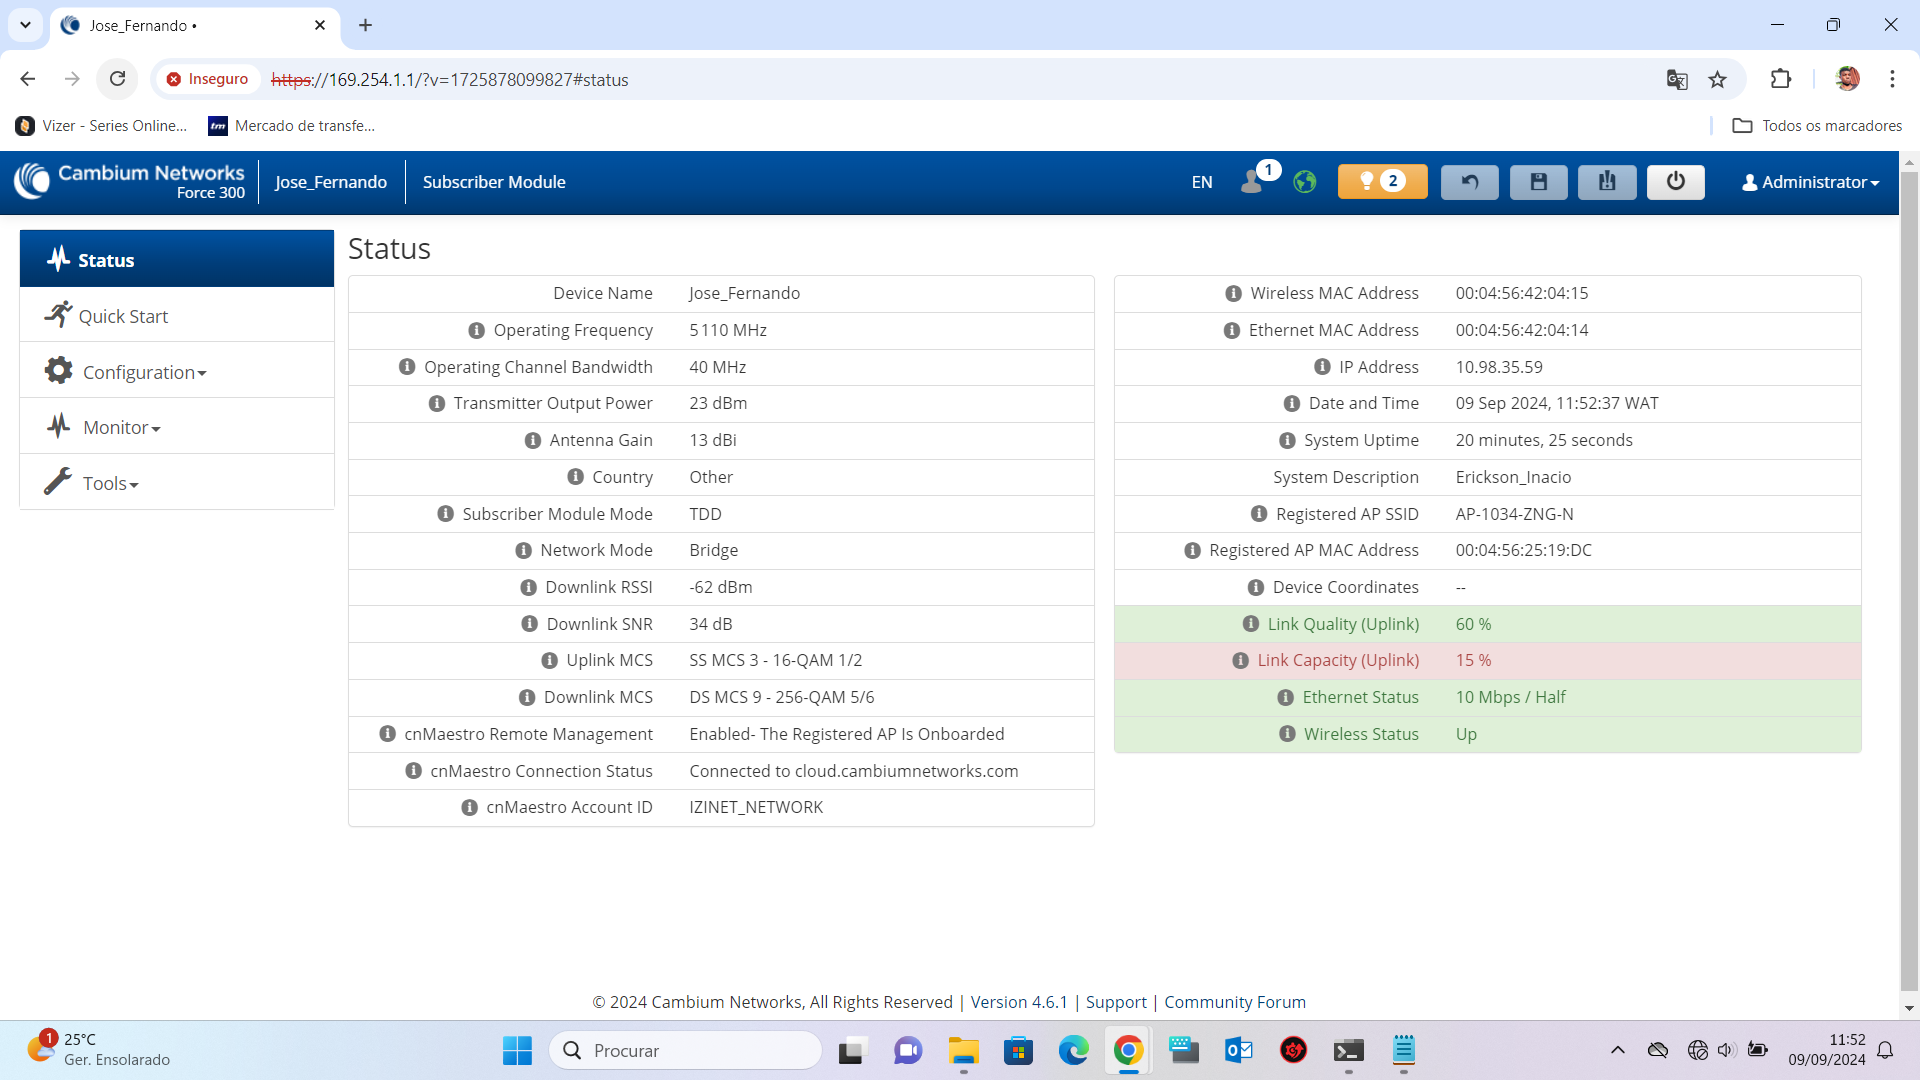 Jose_Fernando •
Inseguro https://169.254.1.1/?v=1725878099827#status
Vizer - Series Online... tm Mercado de transfe... Todos os marcadores
Cambium Networks
Force 300
Jose_Fernando Subscriber Module EN 1 2 Administrator
Status
Quick Start
Configuration
Monitor
Tools
Status
Device Name Jose_Fernando
Operating Frequency 5110 MHz
Operating Channel Bandwidth 40 MHz
Transmitter Output Power 23 dBm
Antenna Gain 13 dBi
Country Other
Subscriber Module Mode TDD
Network Mode Bridge
Downlink RSSI -62 dBm
Downlink SNR 34 dB
Uplink MCS SS MCS 3 - 16-QAM 1/2
Downlink MCS DS MCS 9 - 256-QAM 5/6
cnMaestro Remote Management Enabled- The Registered AP Is Onboarded
cnMaestro Connection Status Connected to cloud.cambiumnetworks.com
cnMaestro Account ID IZINET_NETWORK
Wireless MAC Address 00:04:56:42:04:15
Ethernet MAC Address 00:04:56:42:04:14
IP Address 10.98.35.59
Date and Time 09 Sep 2024, 11:52:37 WAT
System Uptime 20 minutes, 25 seconds
System Description Erickson_Inacio
Registered AP SSID AP-1034-ZNG-N
Registered AP MAC Address 00:04:56:25:19:DC
Device Coordinates --
Link Quality (Uplink) 60 %
Link Capacity (Uplink) 15 %
Ethernet Status 10 Mbps / Half
Wireless Status Up
© 2024 Cambium Networks, All Rights Reserved | Version 4.6.1 | Support | Community Forum
1 25°C
Ger. Ensolarado
Procurar
11:52
09/09/2024